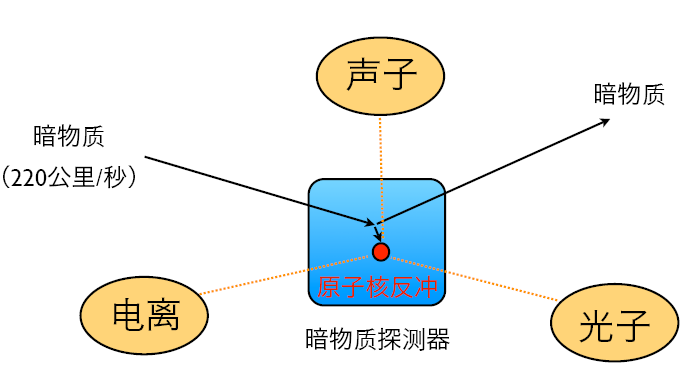 声子
暗物质
暗物质
（220公里/秒）
原子核反冲
电离
光子
暗物质探测器